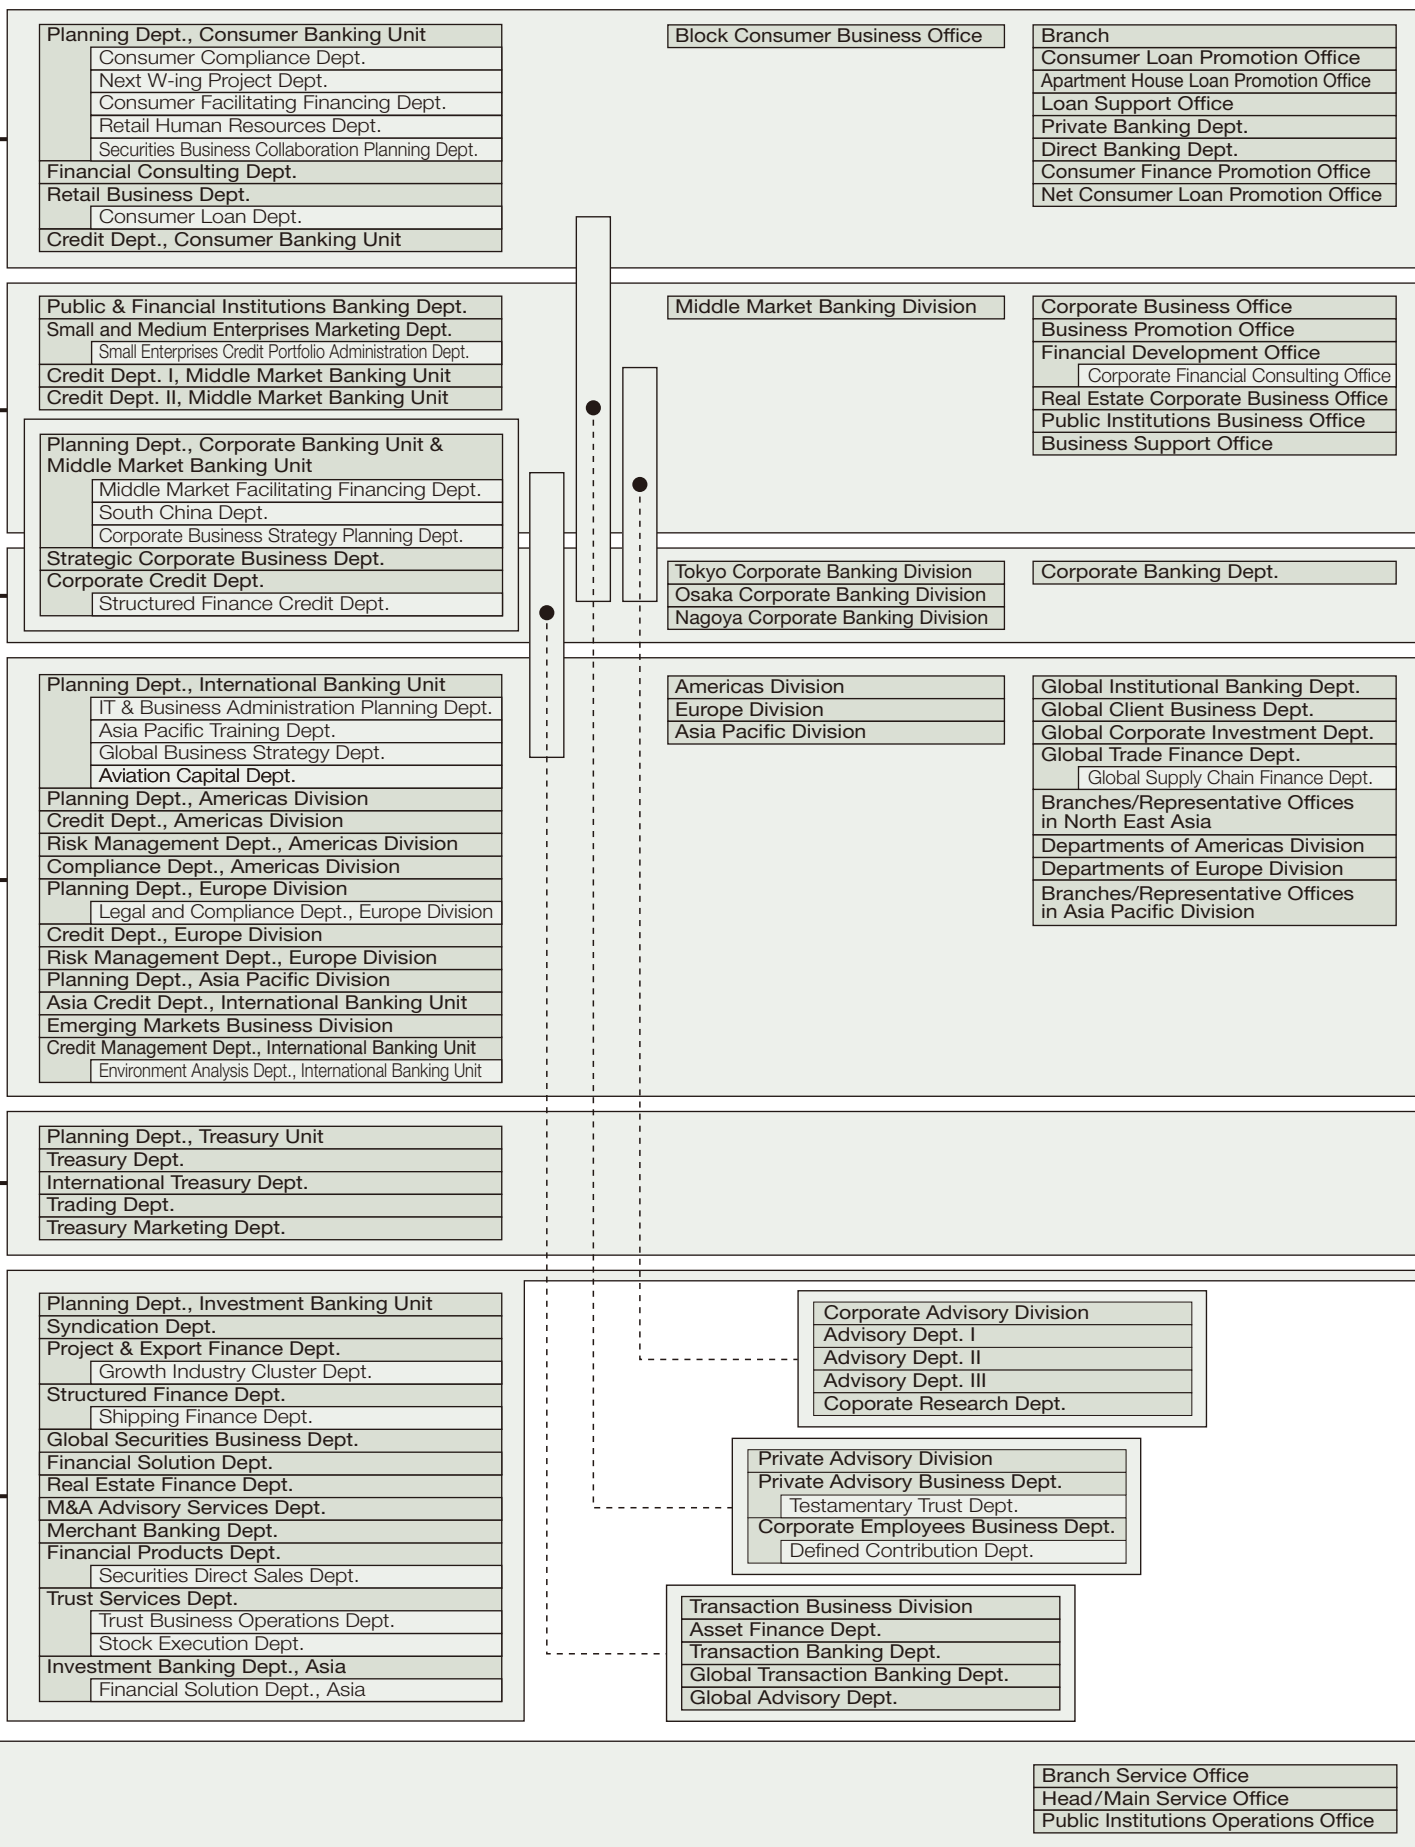 Planning Dept., Consumer Banking Unit
Consumer Compliance Dept.
Next W-ing Project Dept.
Consumer Facilitating Financing Dept.
Retail Human Resources Dept.
Securities Business Collaboration Planning Dept.
Financial Consulting Dept.
Retail Business Dept.
Consumer Loan Dept.
Credit Dept., Consumer Banking Unit
Block Consumer Business Office
Branch
Consumer Loan Promotion Office
Apartment House Loan Promotion Office
Loan Support Office
Private Banking Dept.
Direct Banking Dept.
Consumer Finance Promotion Office
Net Consumer Loan Promotion Office
Public & Financial Institutions Banking Dept.
Small and Medium Enterprises Marketing Dept.
Small Enterprises Credit Portfolio Administration Dept.
Credit Dept. I, Middle Market Banking Unit
Credit Dept. II, Middle Market Banking Unit
Planning Dept., Corporate Banking Unit &
Middle Market Banking Unit
Middle Market Facilitating Financing Dept.
South China Dept.
Corporate Business Strategy Planning Dept.
Strategic Corporate Business Dept.
Corporate Credit Dept.
Structured Finance Credit Dept.
Middle Market Banking Division
Corporate Business Office
Business Promotion Office
Financial Development Office
Corporate Financial Consulting Office
Real Estate Corporate Business Office
Public Institutions Business Office
Business Support Office
Tokyo Corporate Banking Division
Osaka Corporate Banking Division
Nagoya Corporate Banking Division
Corporate Banking Dept.
Planning Dept., International Banking Unit
IT & Business Administration Planning Dept.
Asia Pacific Training Dept.
Global Business Strategy Dept.
Aviation Capital Dept.
Planning Dept., Americas Division
Credit Dept., Americas Division
Risk Management Dept., Americas Division
Compliance Dept., Americas Division
Planning Dept., Europe Division
Legal and Compliance Dept., Europe Division
Credit Dept., Europe Division
Risk Management Dept., Europe Division
Planning Dept., Asia Pacific Division
Asia Credit Dept., International Banking Unit
Emerging Markets Business Division
Credit Management Dept., International Banking Unit
Environment Analysis Dept., International Banking Unit
Americas Division
Europe Division
Asia Pacific Division
Global Institutional Banking Dept.
Global Client Business Dept.
Global Corporate Investment Dept.
Global Trade Finance Dept.
Global Supply Chain Finance Dept.
Branches/Representative Offices
in North East Asia
Departments of Americas Division
Departments of Europe Division
Branches/Representative Offices
in Asia Pacific Division
Planning Dept., Treasury Unit
Treasury Dept.
International Treasury Dept.
Trading Dept.
Treasury Marketing Dept.
Planning Dept., Investment Banking Unit
Syndication Dept.
Project & Export Finance Dept.
Growth Industry Cluster Dept.
Structured Finance Dept.
Shipping Finance Dept.
Global Securities Business Dept.
Financial Solution Dept.
Real Estate Finance Dept.
M&A Advisory Services Dept.
Merchant Banking Dept.
Financial Products Dept.
Securities Direct Sales Dept.
Trust Services Dept.
Trust Business Operations Dept.
Stock Execution Dept.
Investment Banking Dept., Asia
Financial Solution Dept., Asia
Corporate Advisory Division
Advisory Dept. I
Advisory Dept. II
Advisory Dept. III
Coporate Research Dept.
Private Advisory Division
Private Advisory Business Dept.
Testamentary Trust Dept.
Corporate Employees Business Dept.
Defined Contribution Dept.
Transaction Business Division
Asset Finance Dept.
Transaction Banking Dept.
Global Transaction Banking Dept.
Global Advisory Dept.
Branch Service Office
Head/Main Service Office
Public Institutions Operations Office